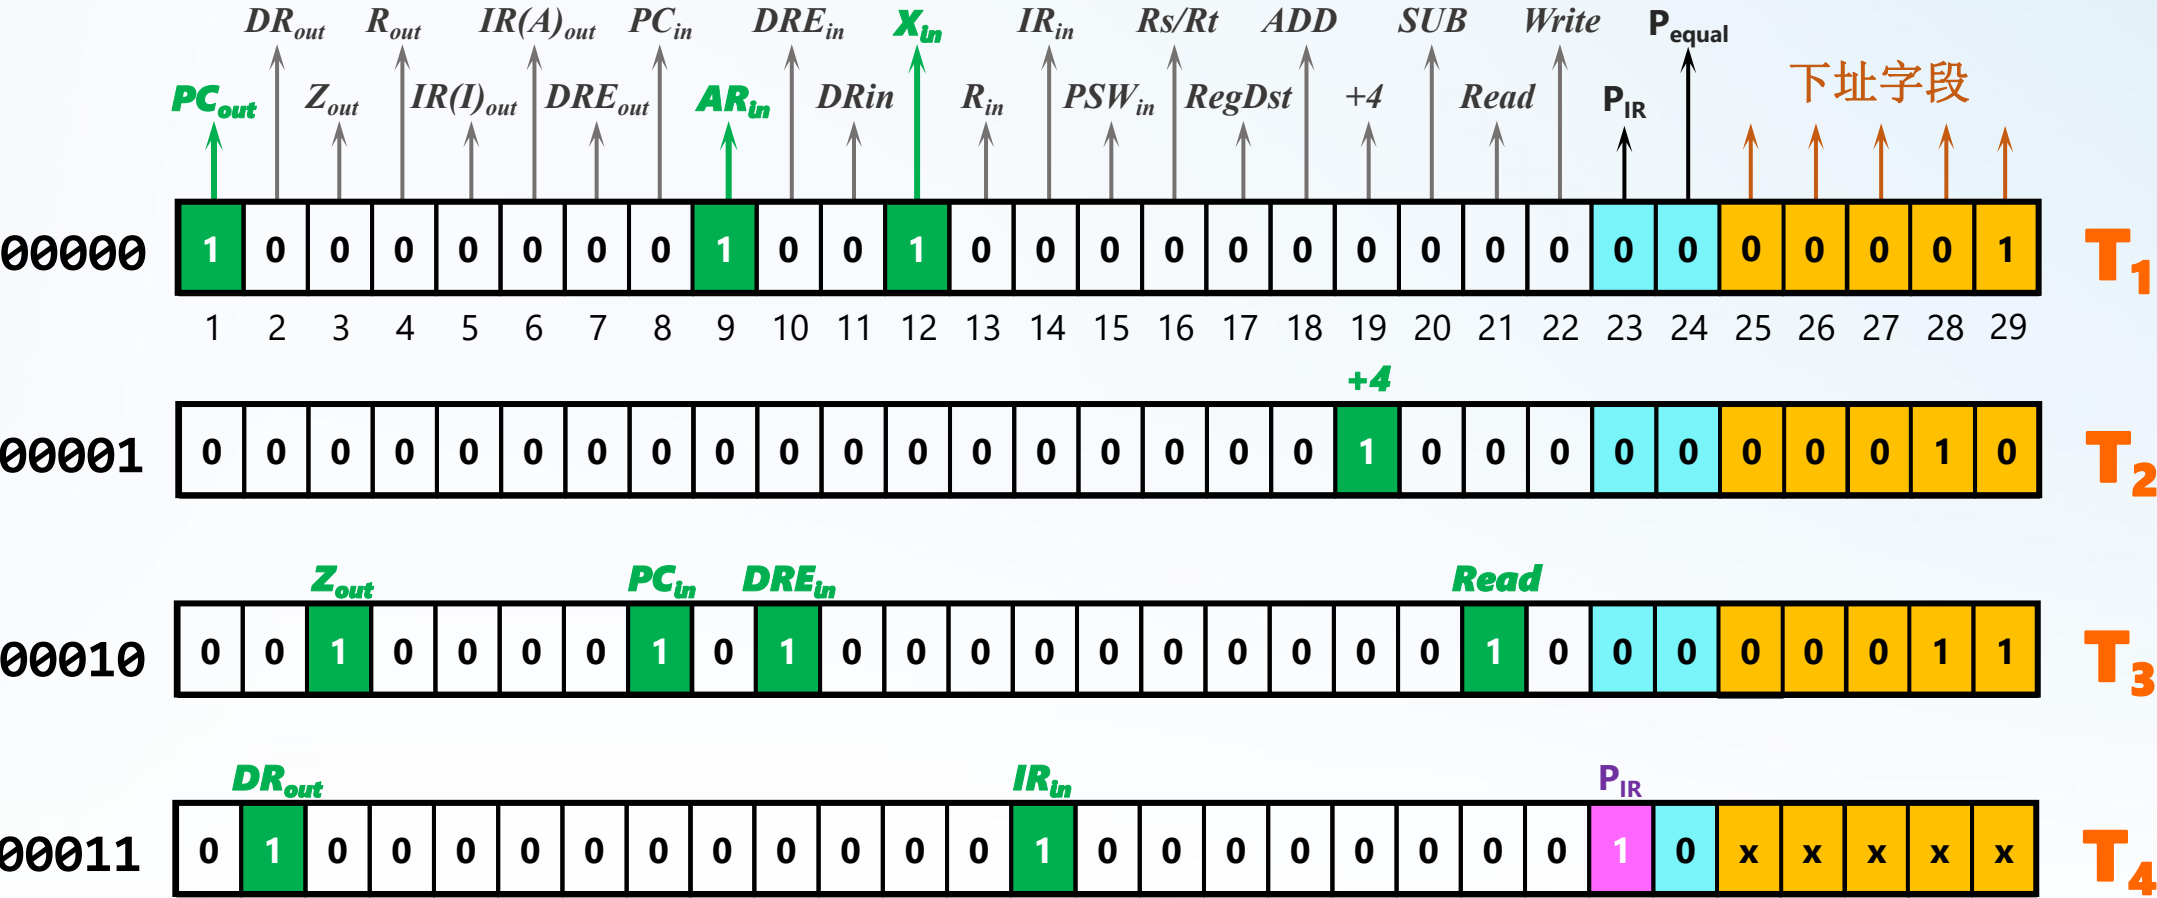 DRout Rout IR(A)out PCin DREin Xin IRin Rs/Rt ADD SUB Write Pequal
PCout Zout IR(I)out DREout ARin DRin Rin PSWin RegDst +4 Read PIR 下址字段
00000 1 0 0 0 0 0 0 0 1 0 0 1 0 0 0 0 0 0 0 0 0 0 0 0 0 0 0 0 1 T1
1 2 3 4 5 6 7 8 9 10 11 12 13 14 15 16 17 18 19 20 21 22 23 24 25 26 27 28 29
+4
00001 0 0 0 0 0 0 0 0 0 0 0 0 0 0 0 0 0 0 1 0 0 0 0 0 0 0 0 1 0 T2
Zout PCin DREin Read
00010 0 0 1 0 0 0 0 1 0 1 0 0 0 0 0 0 0 0 0 0 1 0 0 0 0 0 0 1 1 T3
DRout IRin PIR
00011 0 1 0 0 0 0 0 0 0 0 0 0 0 1 0 0 0 0 0 0 0 0 1 0 x x x x x T4